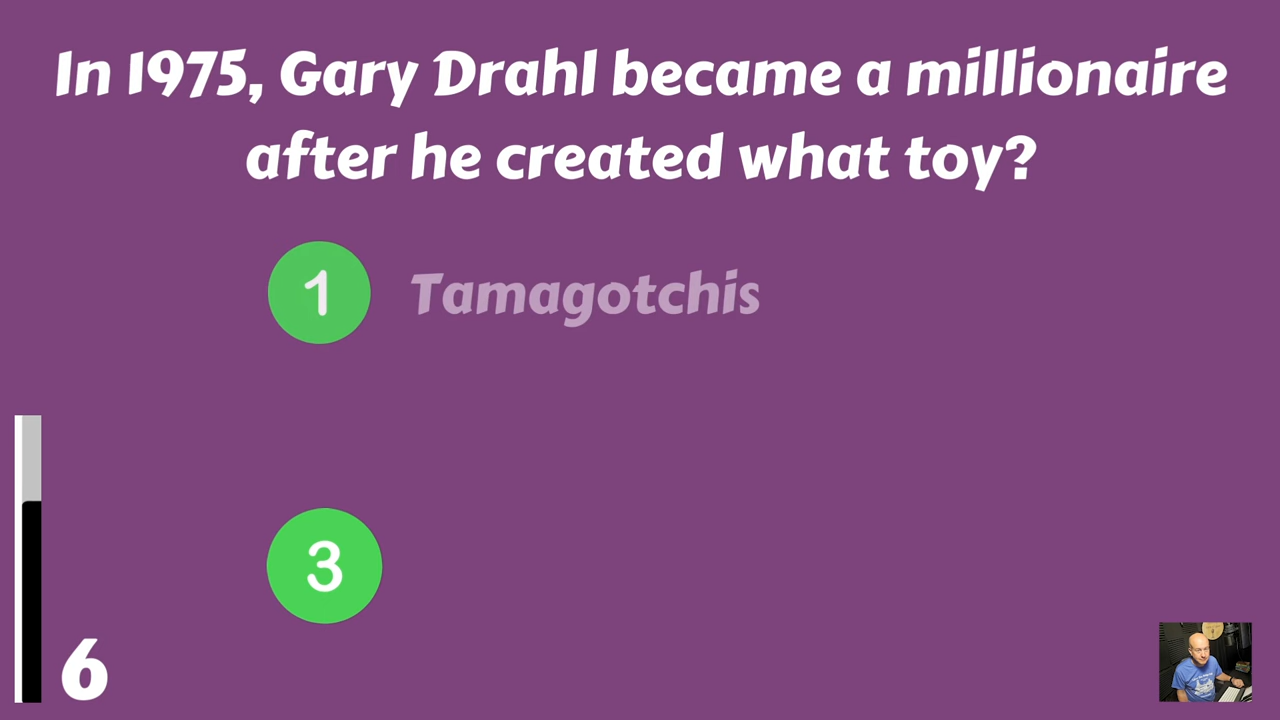 In 1975, Gary Drahl became a millionaire
after he created what toy?
1 Tamagotchis
3
6